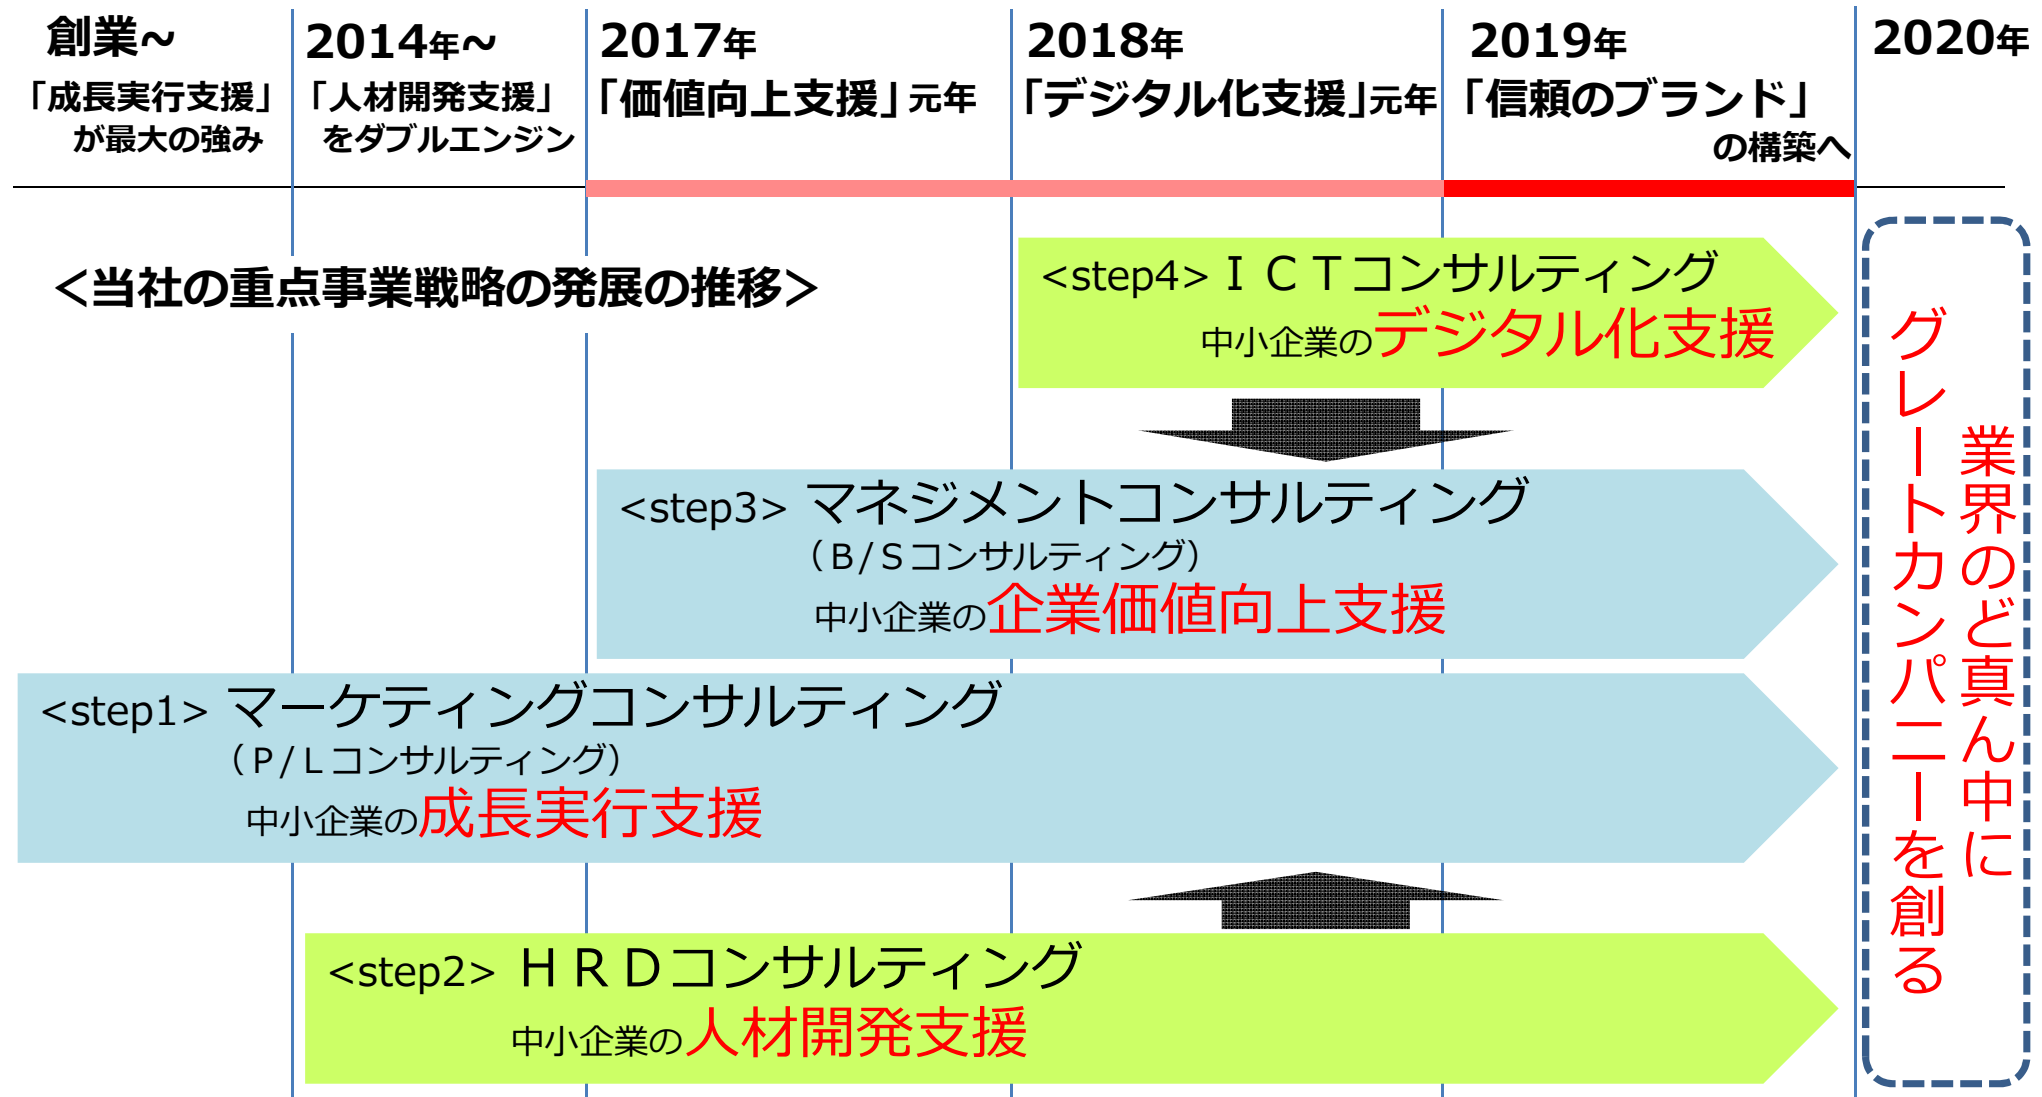 創業~
「成長実行支援」
が最大の強み
2014年~
「人材開発支援」
をダブルエンジン
2017年
「価値向上支援」元年
2018年
「デジタル化支援」元年
2019年
「信頼のブランド」
の構築へ
2020年
＜当社の重点事業戦略の発展の推移＞
<step4> ＩＣＴコンサルティング
中小企業のデジタル化支援
<step3> マネジメントコンサルティング
（Ｂ/Ｓコンサルティング）
中小企業の企業価値向上支援
<step1> マーケティングコンサルティング
（Ｐ/Ｌコンサルティング）
中小企業の成長実行支援
<step2> ＨＲＤコンサルティング
中小企業の人材開発支援
業界のど真ん中に
グレートカンパニーを創る